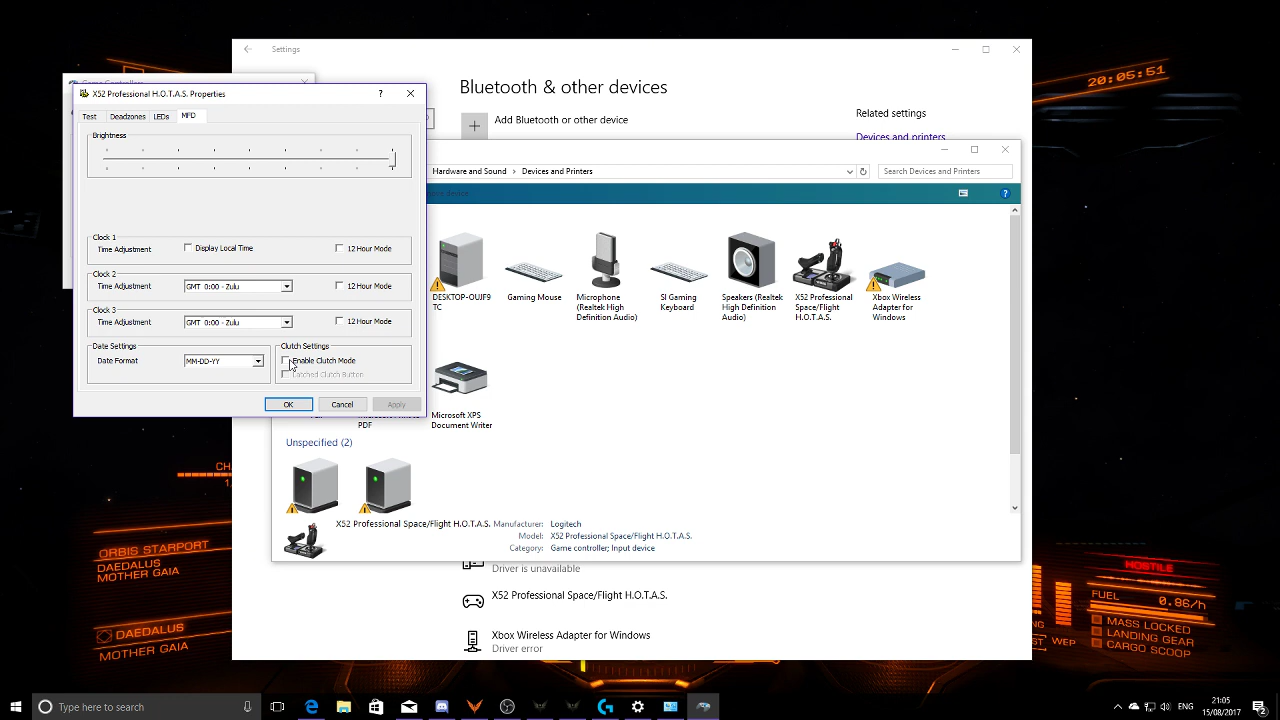 Settings
Bluetooth & other devices
Add Bluetooth or other device
Related settings
Devices and printers
20:05:51
Game Controllers
X52 Professional H.O.T.A.S. Properties
Test
Deadzones
LEDs
MFD
Brightness
Clock 1
Time Adjustment
Display Local Time
12 Hour Mode
Clock 2
Time Adjustment
GMT 0:00 - Zulu
12 Hour Mode
Clock 3
Time Adjustment
GMT 0:00 - Zulu
12 Hour Mode
Date Settings
Date Format
MM-DD-YY
Clutch Settings
Enable Clutch Mode
Latched Clutch Button
OK
Cancel
Apply
Hardware and Sound > Devices and Printers
Search Devices and Printers
DESKTOP-OUJF9
TC
Gaming Mouse
Microphone
(Realtek High
Definition Audio)
SI Gaming
Keyboard
Speakers (Realtek
High Definition
Audio)
X52 Professional
Space/Flight
H.O.T.A.S.
Xbox Wireless
Adapter for
Windows
PDF
Microsoft XPS
Document Writer
Unspecified (2)
X52 Professional Space/Flight H.O.T.A.S.
Manufacturer: Logitech
Model: X52 Professional Space/Flight H.O.T.A.S.
Category: Game controller; Input device
Driver is unavailable
X52 Professional Space/Flight H.O.T.A.S.
Xbox Wireless Adapter for Windows
Driver error
ORBIS STARPORT
DAEDALUS
MOTHER GAIA
DAEDALUS
MOTHER GAIA
HOSTILE
FUEL
0.86/h
MASS LOCKED
LANDING GEAR
CARGO SCOOP
WEP
Type here to search
ENG
21:05
15/08/2017
2